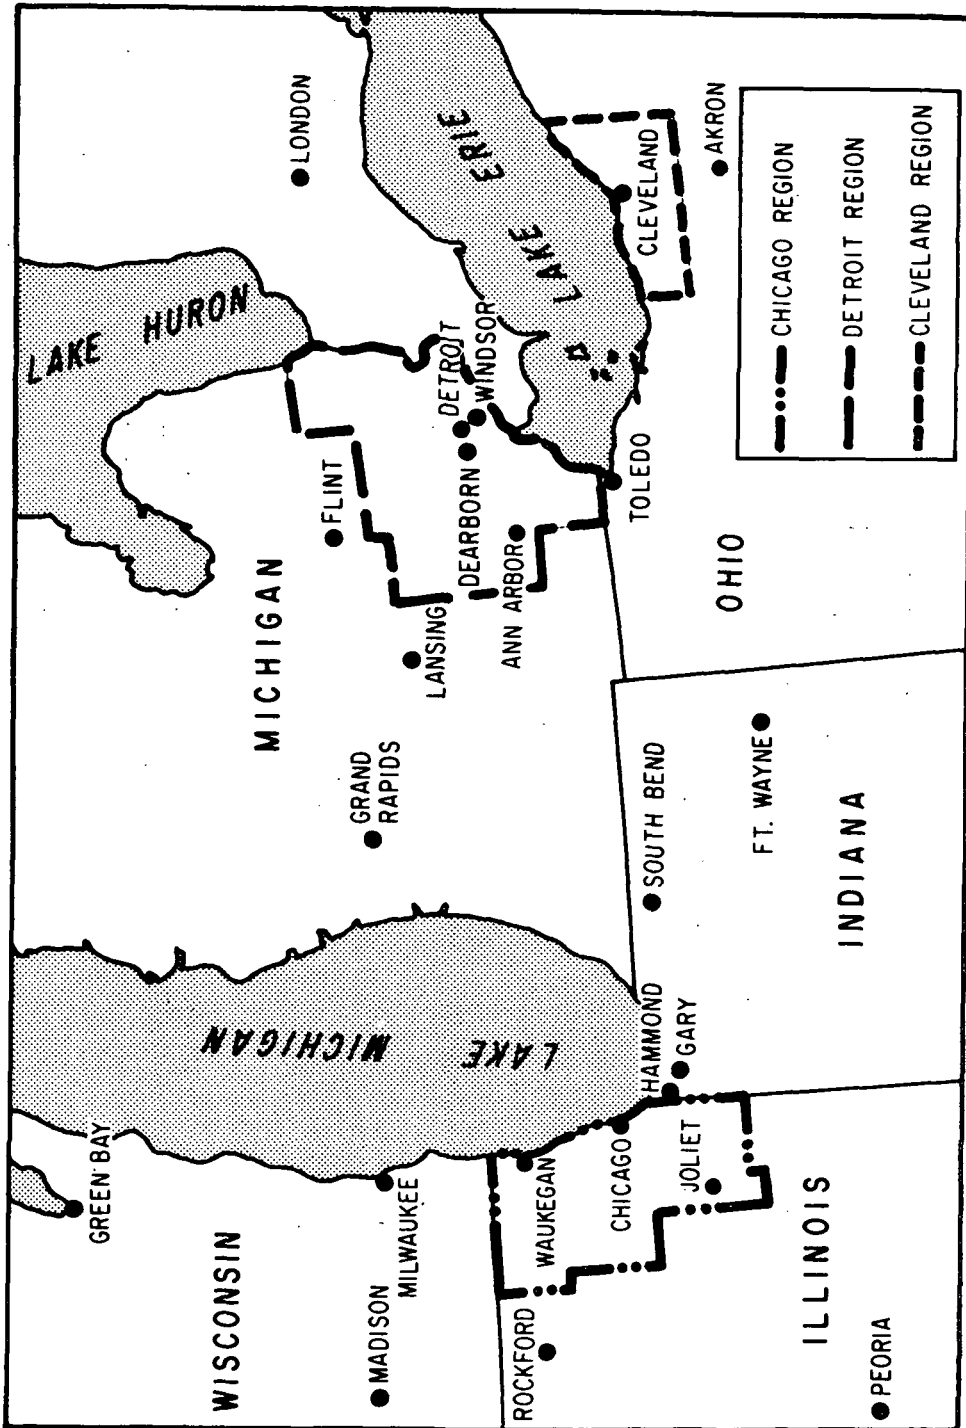 WISCONSIN
GREEN BAY
MADISON
MILWAUKEE
LAKE MICHIGAN
ROCKFORD
WAUKEGAN
CHICAGO
JOLIET
HAMMOND
GARY
ILLINOIS
PEORIA
MICHIGAN
GRAND
RAPIDS
LANSING
FLINT
ANN ARBOR
DEARBORN
DETROIT
WINDSOR
LAKE HURON
LONDON
LAKE ERIE
SOUTH BEND
FT. WAYNE
INDIANA
OHIO
TOLEDO
CLEVELAND
AKRON
CHICAGO REGION
DETROIT REGION
CLEVELAND REGION